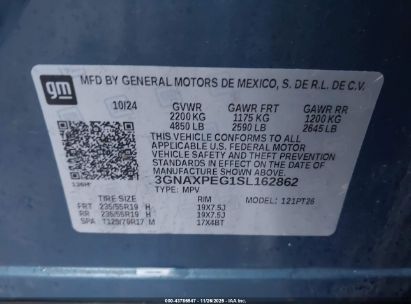 gm
MFD BY GENERAL MOTORS DE MEXICO, S. DE R.L. DE C.V.
10/24 GVWR GAWR FRT GAWR RR
2200 KG 1175 KG 1200 KG
4850 LB 2590 LB 2645 LB
THIS VEHICLE CONFORMS TO ALL
APPLICABLE U.S. FEDERAL MOTOR
VEHICLE SAFETY, BUMPER, AND THEFT
PREVENTION STANDARDS IN EFFECT ON THE
DATE OF MANUFACTURE SHOWN ABOVE.
3GNAXPEG1SL162862
TYPE: MPV MODEL: 121PT26
TIRE SIZE RIM
FRT 235/55R19 H 19X7.5J
RR 235/55R19 H 19X7.5J
SPA T125/70R17 M 17X4BT